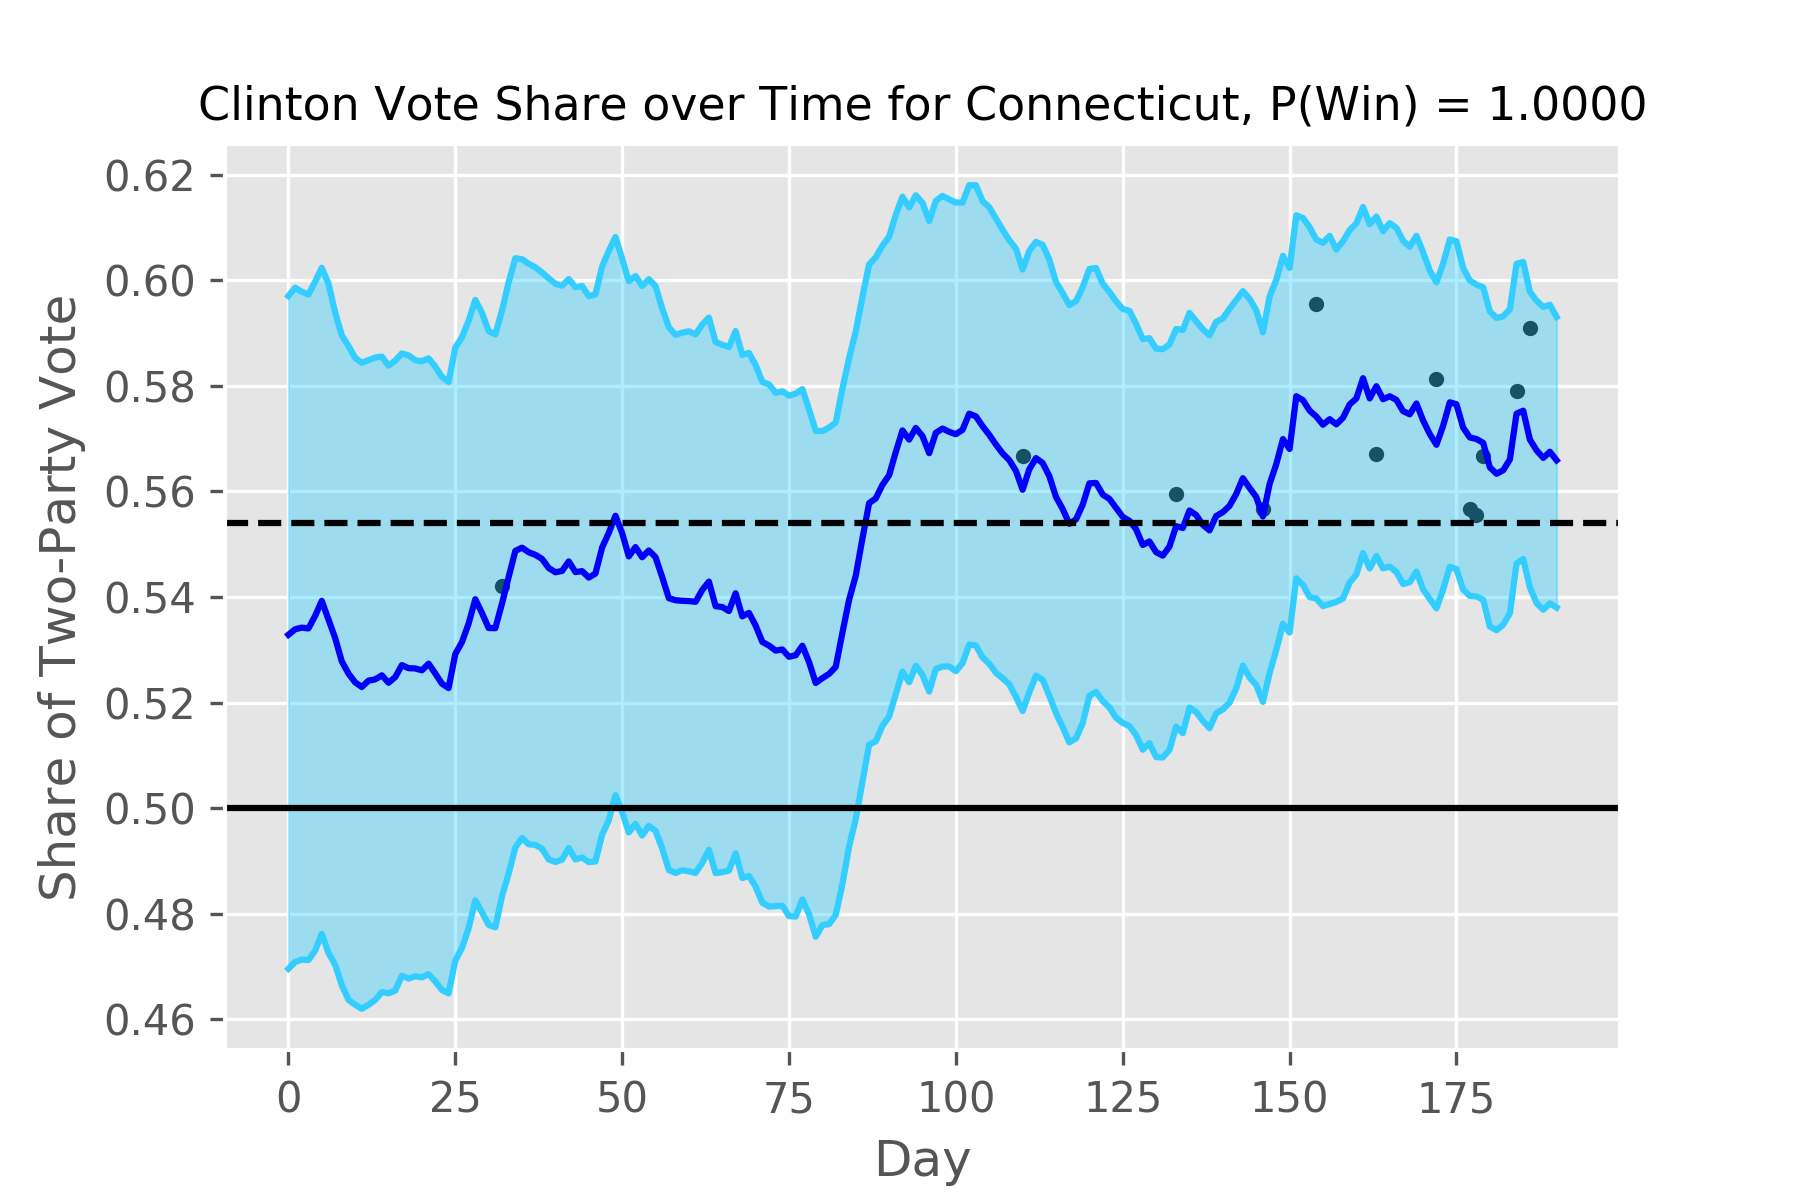 Clinton Vote Share over Time for Connecticut, P(Win) = 1.0000
0.62
0.60
0.58
0.56
0.54
0.52
0.50
0.48
0.46
Share of Two-Party Vote
0 25 50 75 100 125 150 175
Day